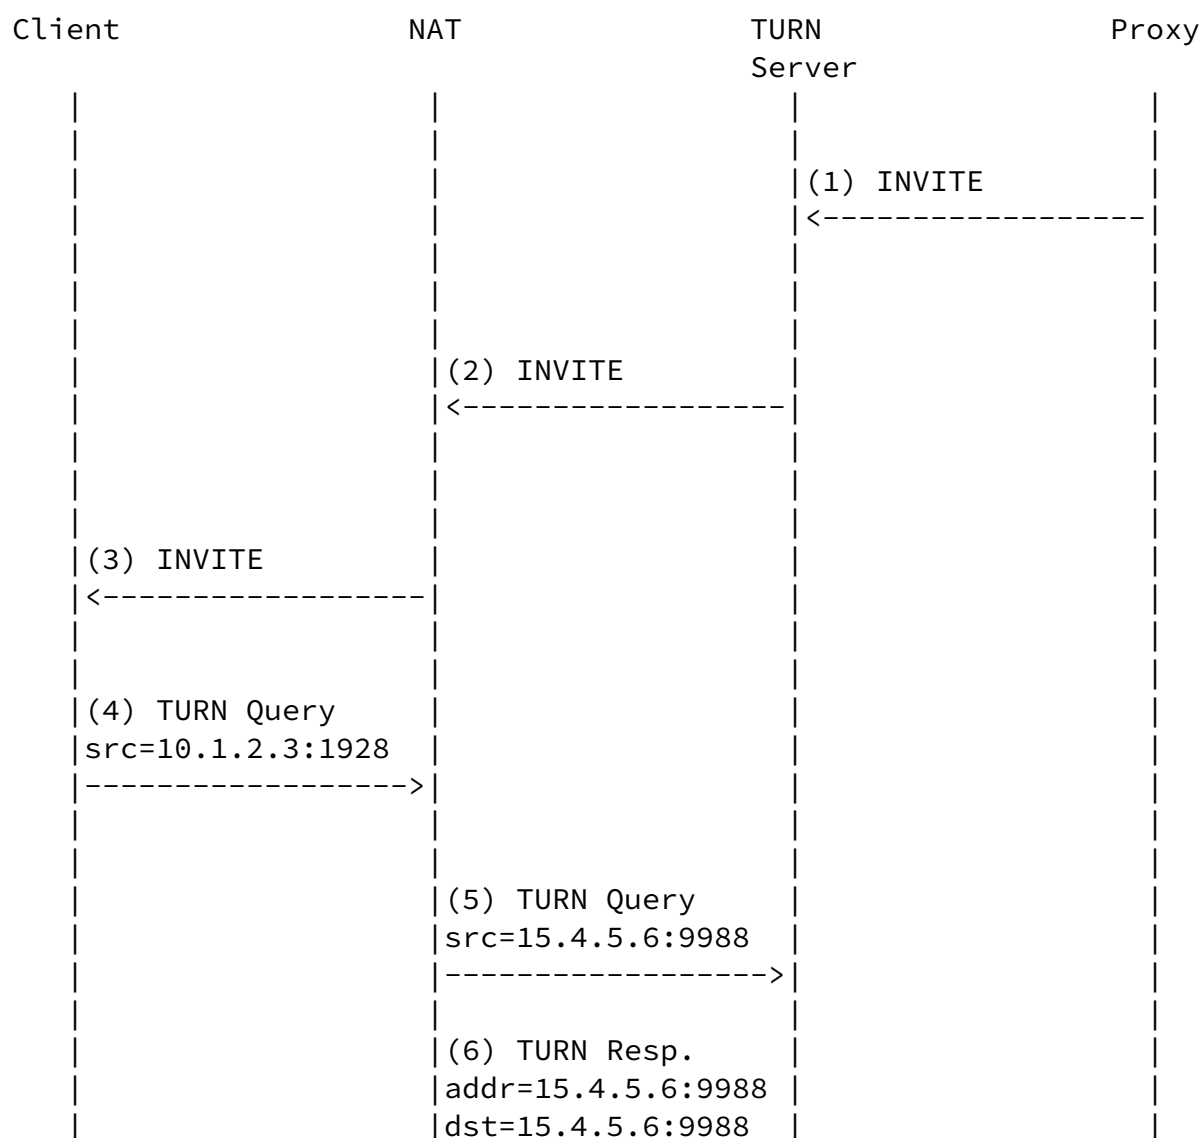 Client NAT TURN Proxy
Server
(1) INVITE
<------------------
(2) INVITE
<------------------
(3) INVITE
<------------------
(4) TURN Query
src=10.1.2.3:1928
------------------>
(5) TURN Query
src=15.4.5.6:9988
------------------>
(6) TURN Resp.
addr=15.4.5.6:9988
dst=15.4.5.6:9988